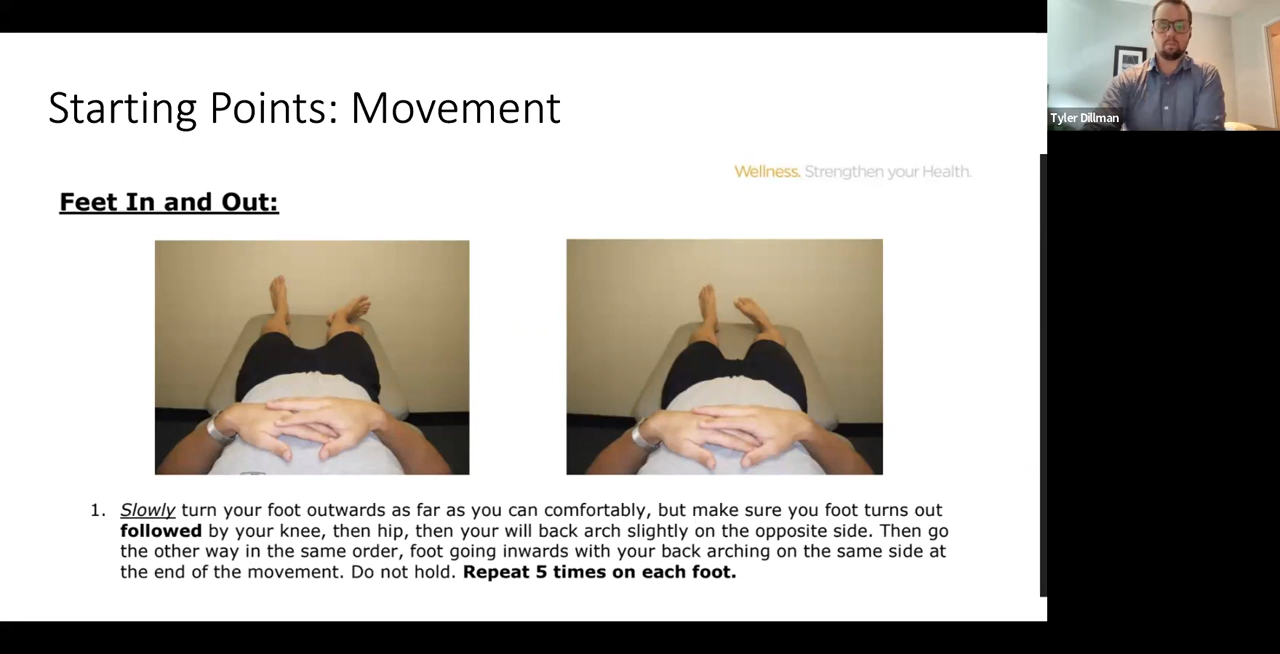 Starting Points: Movement
Tyler Dillman
Wellness. Strengthen your Health.
Feet In and Out:
1. Slowly turn your foot outwards as far as you can comfortably, but make sure you foot turns out
followed by your knee, then hip, then your will back arch slightly on the opposite side. Then go
the other way in the same order, foot going inwards with your back arching on the same side at
the end of the movement. Do not hold. Repeat 5 times on each foot.